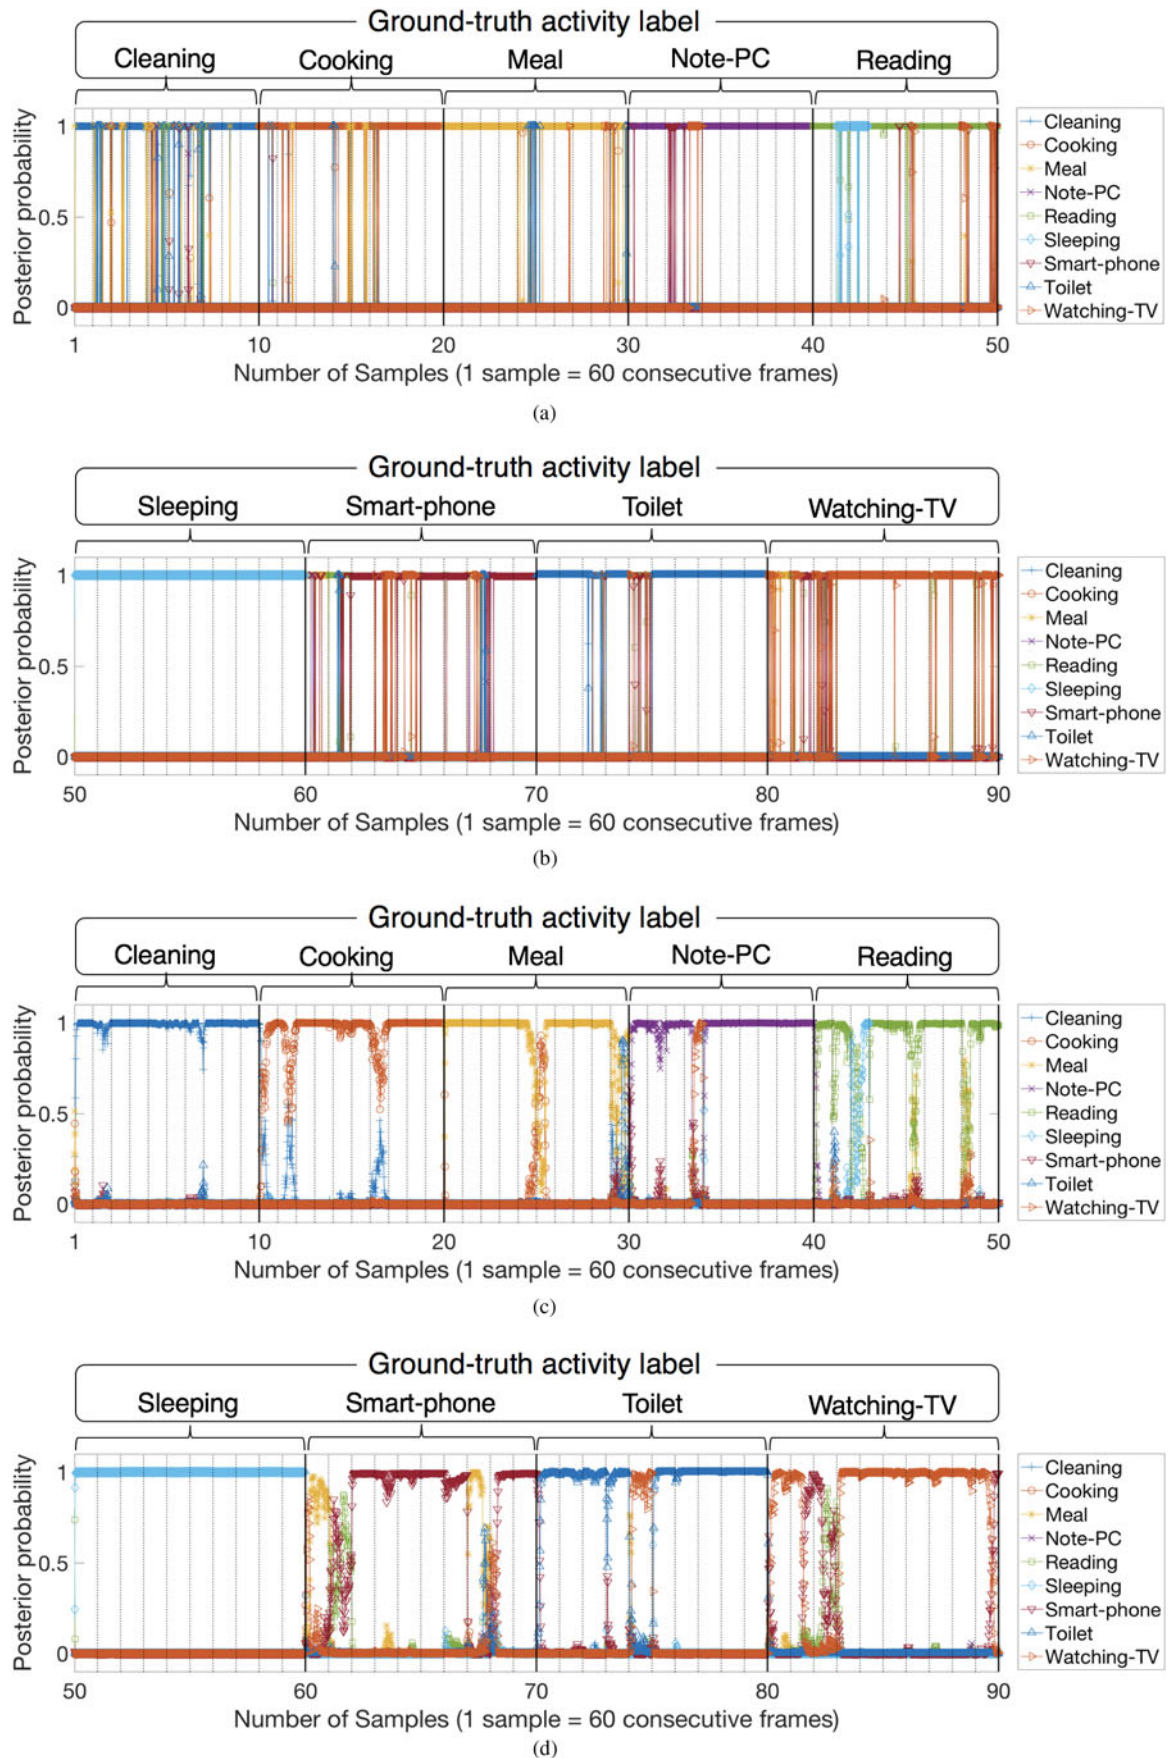 Ground-truth activity label
Cleaning Cooking Meal Note-PC Reading
Posterior probability
1
0.5
0
1 10 20 30 40 50
Number of Samples (1 sample = 60 consecutive frames)
Cleaning
Cooking
Meal
Note-PC
Reading
Sleeping
Smart-phone
Toilet
Watching-TV
(a)
Ground-truth activity label
Sleeping Smart-phone Toilet Watching-TV
Posterior probability
1
0.5
0
50 60 70 80 90
Number of Samples (1 sample = 60 consecutive frames)
Cleaning
Cooking
Meal
Note-PC
Reading
Sleeping
Smart-phone
Toilet
Watching-TV
(b)
Ground-truth activity label
Cleaning Cooking Meal Note-PC Reading
Posterior probability
1
0.5
0
1 10 20 30 40 50
Number of Samples (1 sample = 60 consecutive frames)
Cleaning
Cooking
Meal
Note-PC
Reading
Sleeping
Smart-phone
Toilet
Watching-TV
(c)
Ground-truth activity label
Sleeping Smart-phone Toilet Watching-TV
Posterior probability
1
0.5
0
50 60 70 80 90
Number of Samples (1 sample = 60 consecutive frames)
Cleaning
Cooking
Meal
Note-PC
Reading
Sleeping
Smart-phone
Toilet
Watching-TV
(d)